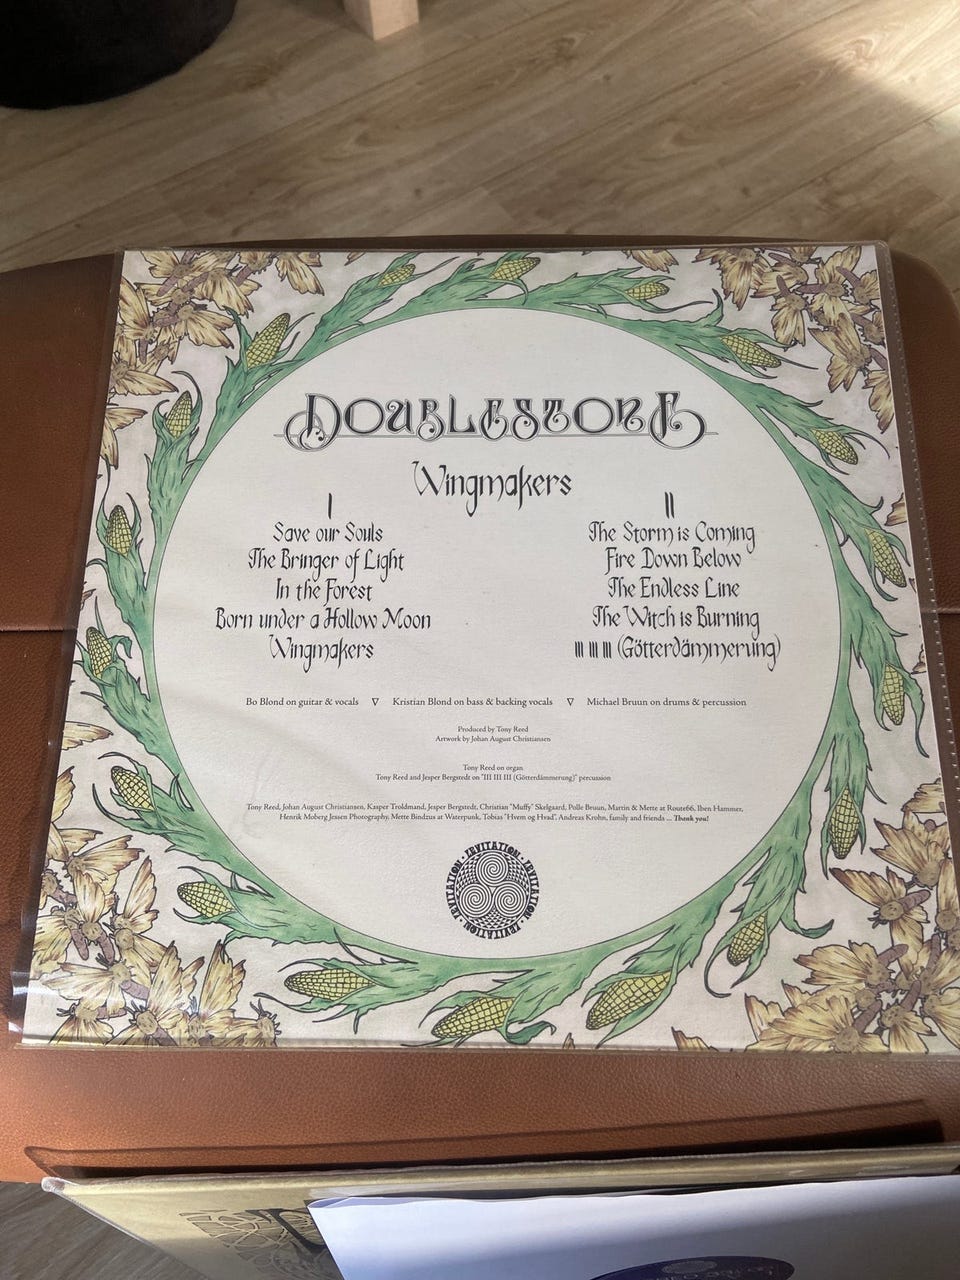 DOUBLESTONE
Wingmakers
I
Save our Souls
The Bringer of Light
In the Forest
Born under a Hollow Moon
Wingmakers
II
The Storm is Coming
Fire Down Below
The Endless Line
The Witch is Burning
III III III (Götterdämmerung)
Bo Blond on guitar & vocals ∇ Kristian Blond on bass & backing vocals ∇ Michael Bruun on drums & percussion
Produced by Tony Reed
Artwork by Johan August Christiansen
Tony Reed on organ
Tony Reed and Jesper Bergstedt on "III III III (Götterdämmerung)" percussion
Tony Reed, Johan August Christiansen, Kasper Troldmand, Jesper Bergstedt, Christian "Muffy" Skelgaard, Polle Bruun, Martin & Mette at Route66, Iben Hammer,
Henrik Moberg Jessen Photography, Mette Bindzus at Waterpunk, Tobias "Hvem og Hvad", Andreas Krohn, family and friends ... Thank you!
LEVITATION · LEVITATION · LEVITATION · LEVITATION ·